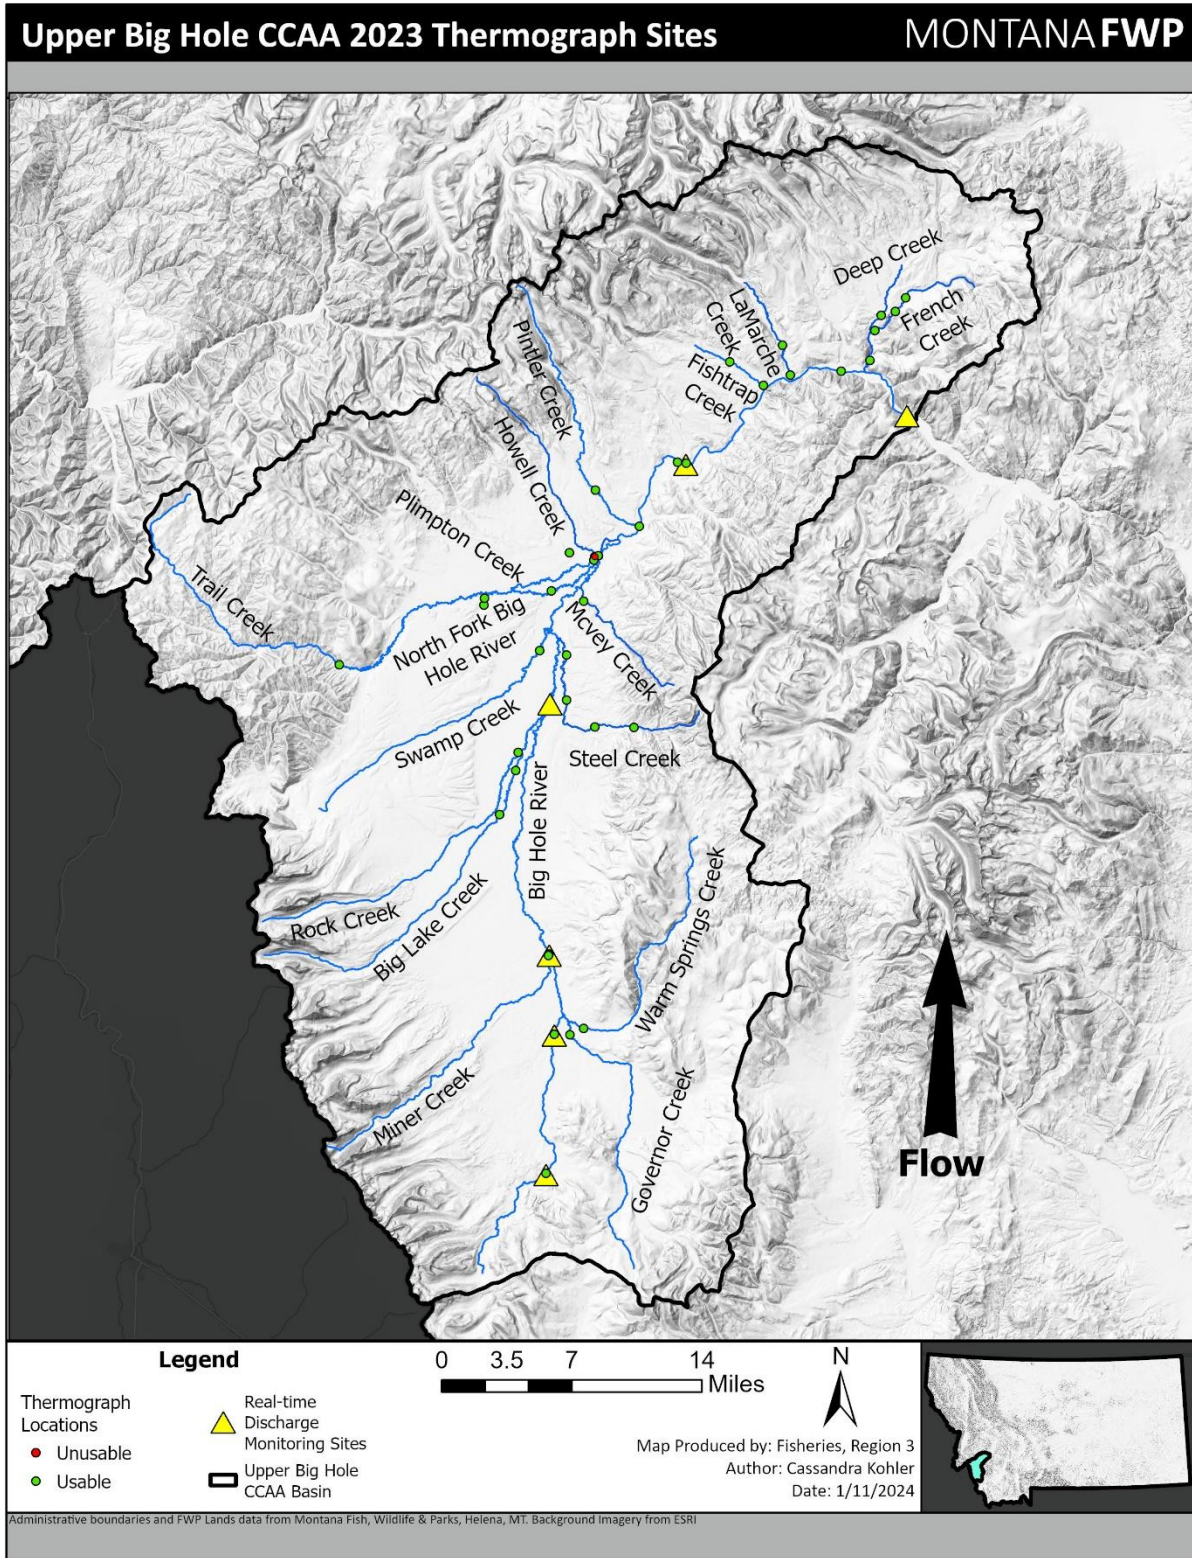 Upper Big Hole CCAA 2023 Thermograph Sites
MONTANA FWP
Deep Creek
French
Creek
LaMarche
Creek
Fishtrap
Creek
Pintler Creek
Howell Creek
Plimpton Creek
Trail Creek
North Fork Big
Hole River
Mcvey Creek
Swamp Creek
Steel Creek
Big Hole River
Rock Creek
Big Lake Creek
Warm Springs Creek
Miner Creek
Governor Creek
Flow
Legend
Thermograph
Locations
Unusable
Usable
Real-time
Discharge
Monitoring Sites
Upper Big Hole
CCAA Basin
0 3.5 7 14
Miles
N
Map Produced by: Fisheries, Region 3
Author: Cassandra Kohler
Date: 1/11/2024
Administrative boundaries and FWP Lands data from Montana Fish, Wildlife & Parks, Helena, MT. Background Imagery from ESRI